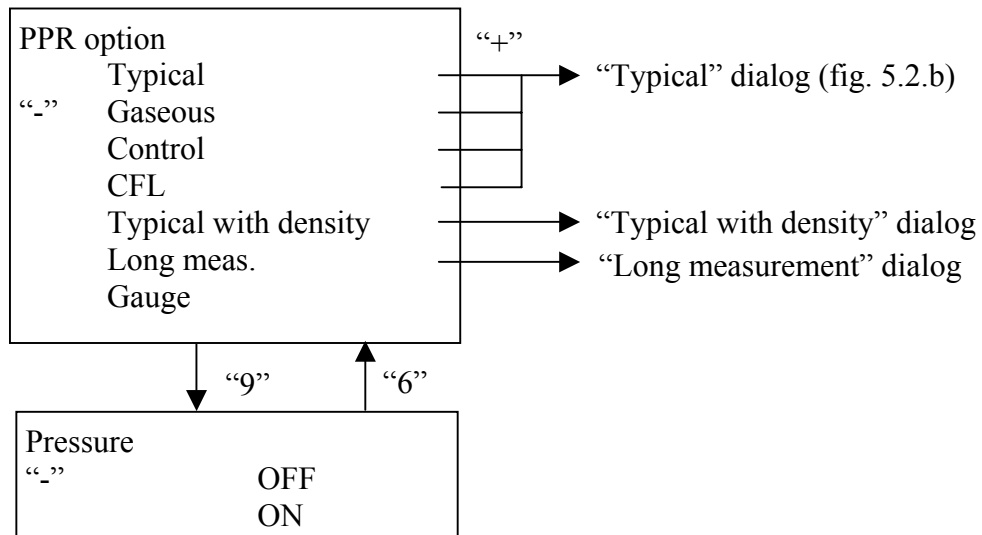 PPR option “+”
Typical “Typical” dialog (fig. 5.2.b)
“-” Gaseous
Control
CFL
Typical with density “Typical with density” dialog
Long meas. “Long measurement” dialog
Gauge
“9” “6”
Pressure
“-” OFF
ON